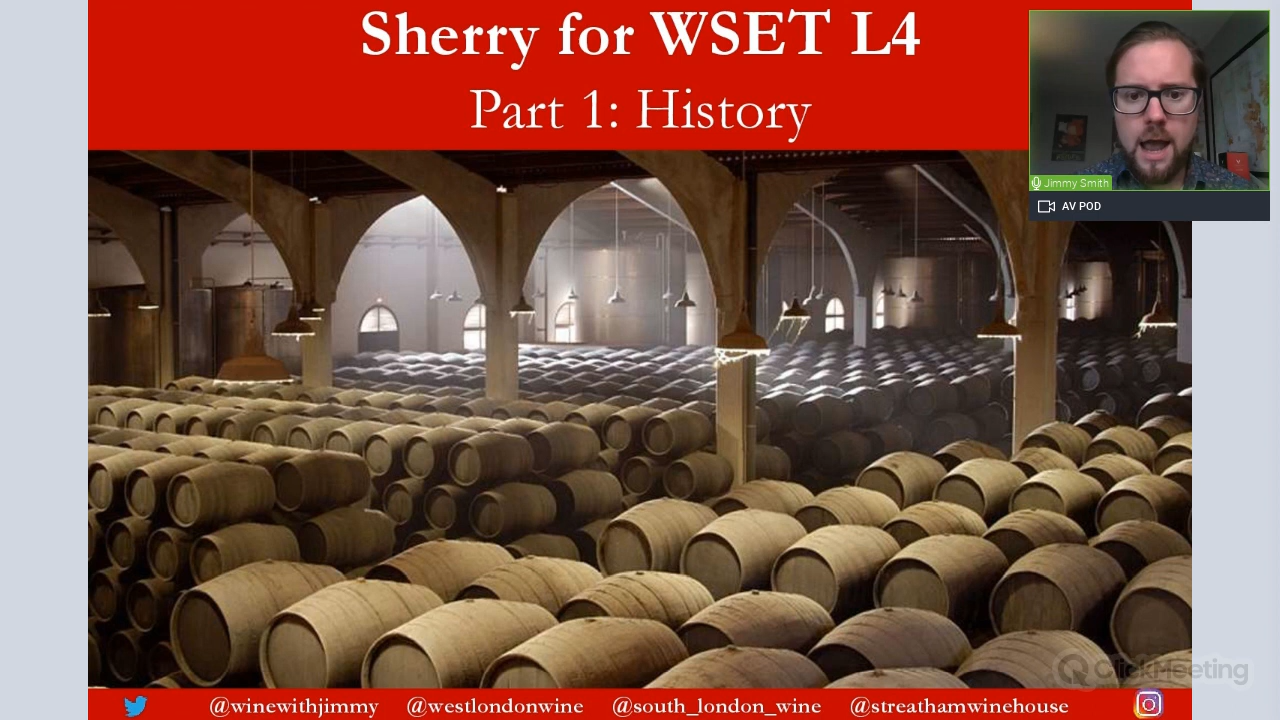 Sherry for WSET L4
Part 1: History
Jimmy Smith
AV POD
ClickMeeting
@winewithjimmy @westlondonwine @south_london_wine @streathamwinehouse